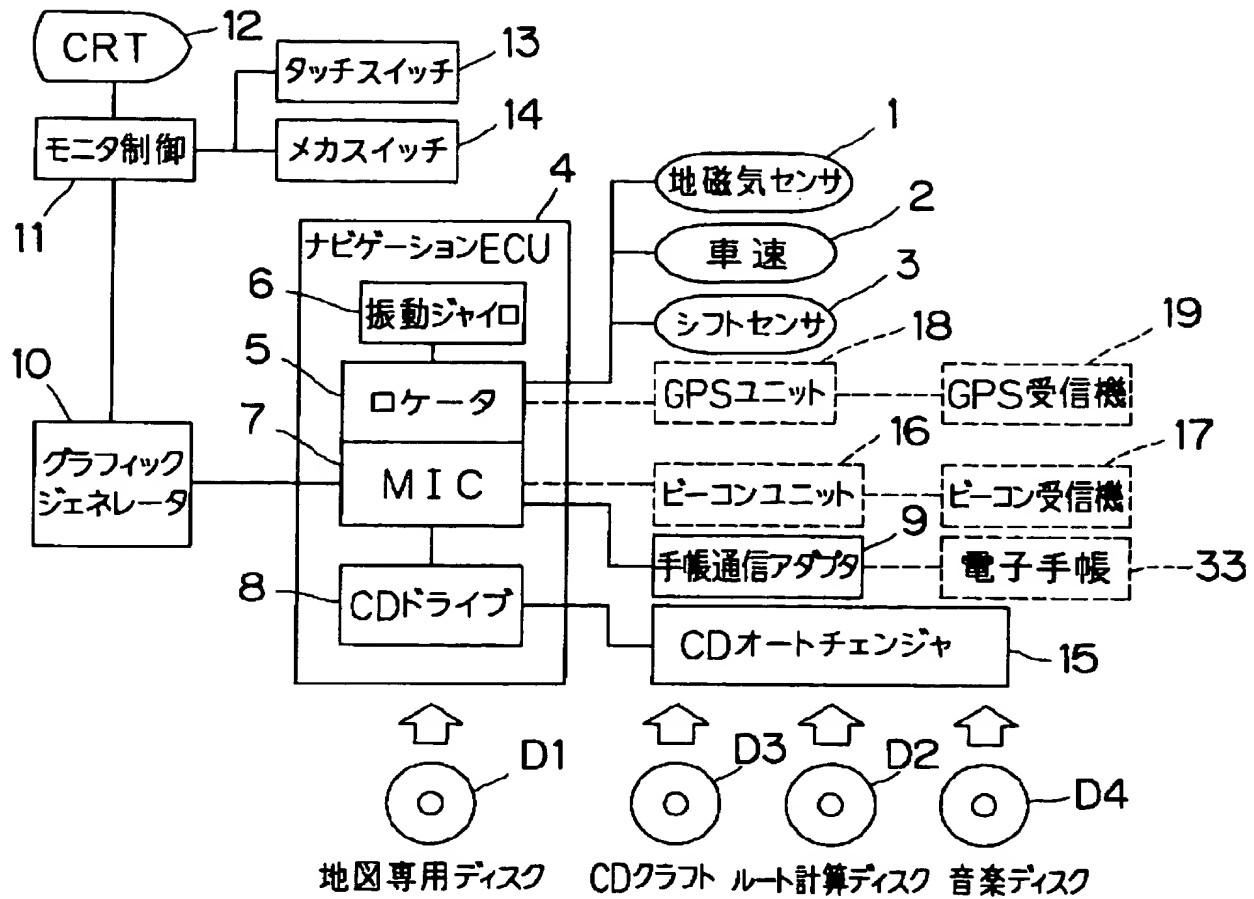 CRT
12
タッチスイッチ
13
モニタ制御
11
メカスイッチ
14
4
地磁気センサ
1
ナビゲーションECU
車速
2
6
振動ジャイロ
シフトセンサ
3
5
ロケータ
GPSユニット
18
GPS受信機
19
10
グラフィック
ジェネレータ
7
MIC
ビーコンユニット
16
ビーコン受信機
17
手帳通信アダプタ
9
電子手帳
33
8
CDドライブ
CDオートチェンジャ
15
D1
D3
D2
D4
地図専用ディスク
CDクラフト
ルート計算ディスク
音楽ディスク